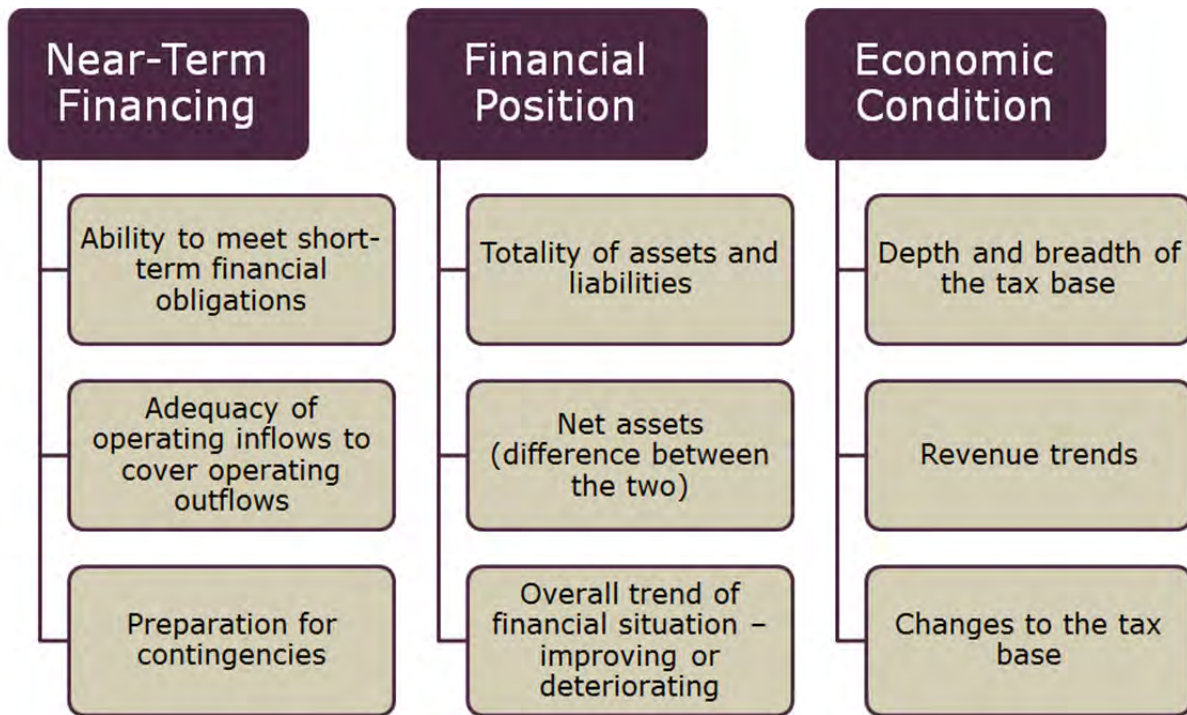 Near-Term
Financing
Ability to meet short-
term financial
obligations
Adequacy of
operating inflows to
cover operating
outflows
Preparation for
contingencies
Financial
Position
Totality of assets and
liabilities
Net assets
(difference between
the two)
Overall trend of
financial situation –
improving or
deteriorating
Economic
Condition
Depth and breadth of
the tax base
Revenue trends
Changes to the tax
base